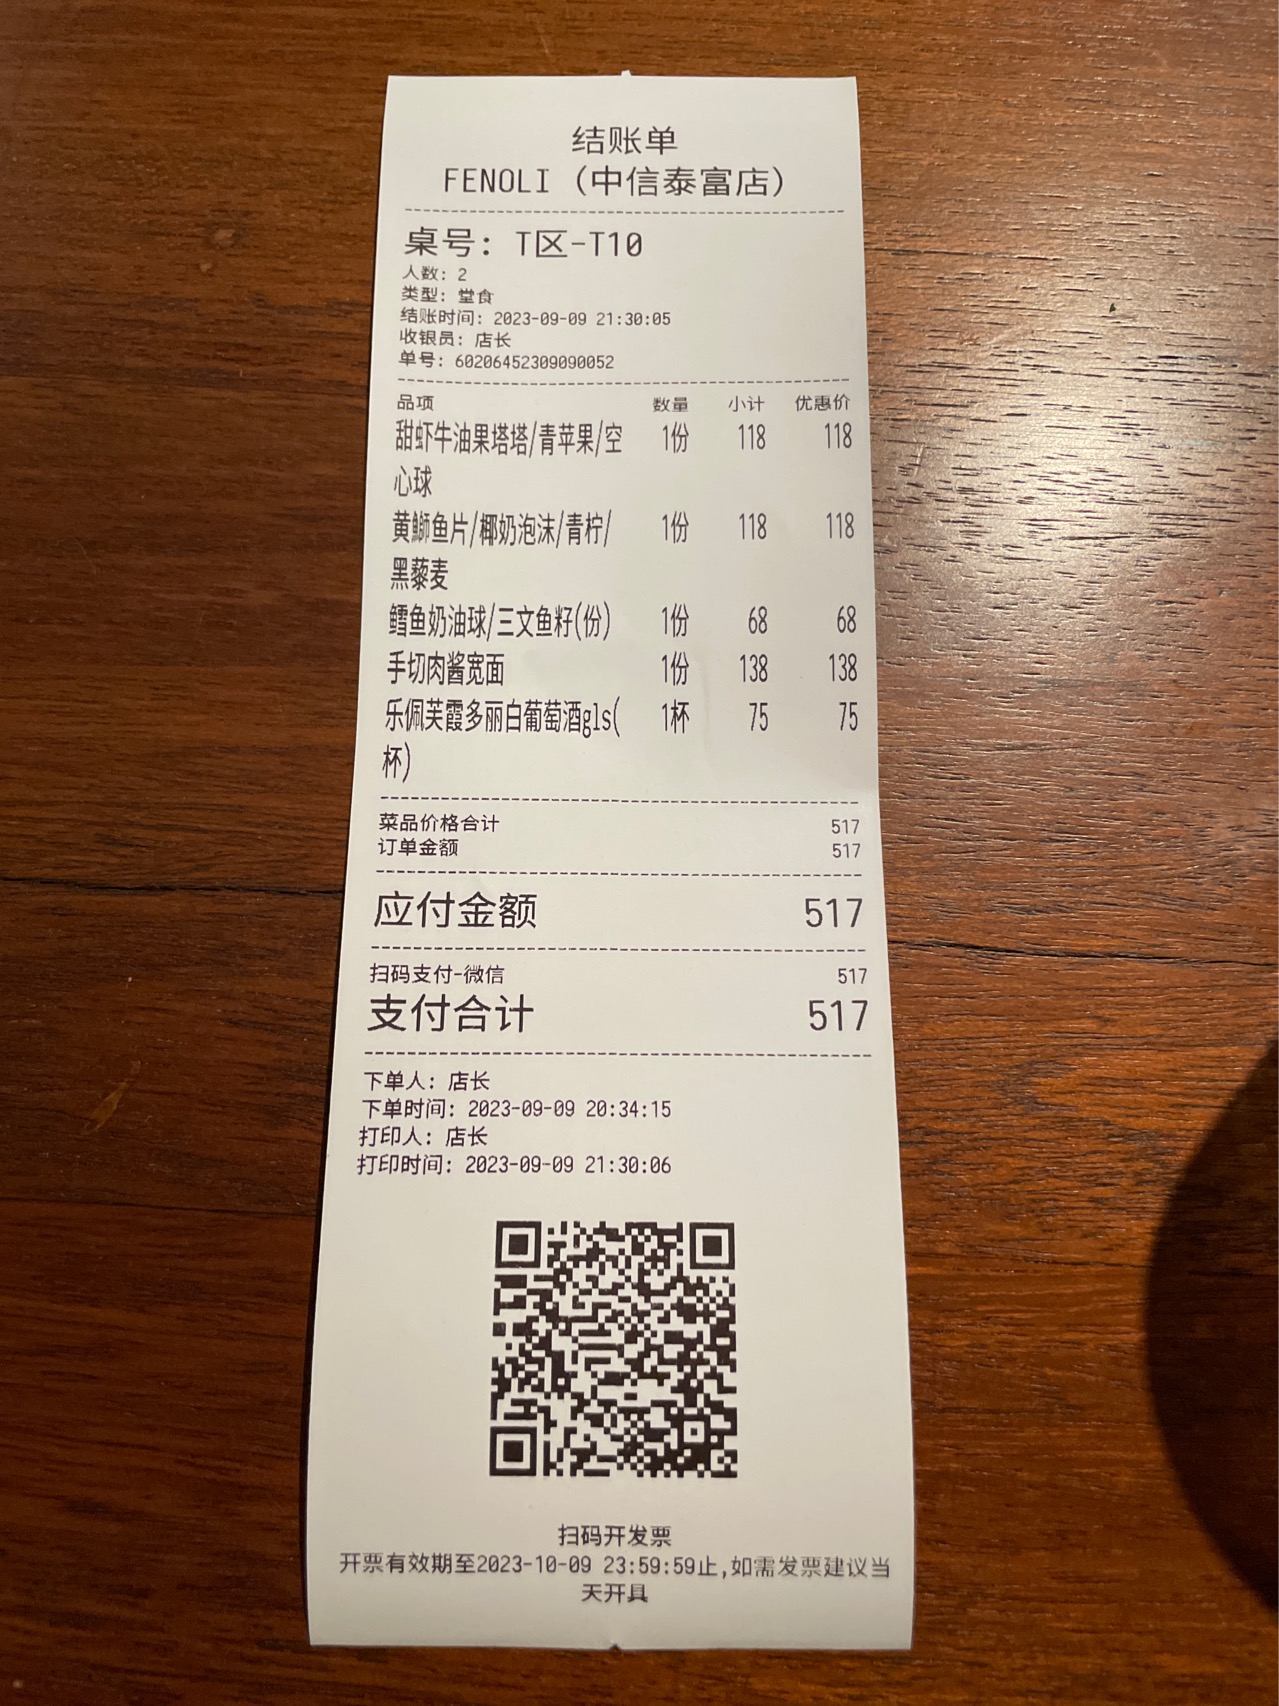 结账单
FENOLI（中信泰富店）
桌号：T区-T10
人数：2
类型：堂食
结账时间：2023-09-09 21:30:05
收银员：店长
单号：60206452309090052
品项 数量 小计 优惠价
甜虾牛油果塔塔/青苹果/空 1份 118 118
心球
黄鰤鱼片/椰奶泡沫/青柠/ 1份 118 118
黑藜麦
鳕鱼奶油球/三文鱼籽(份) 1份 68 68
手切肉酱宽面 1份 138 138
乐佩芙霞多丽白葡萄酒gls( 1杯 75 75
杯)
菜品价格合计 517
订单金额 517
应付金额 517
扫码支付-微信 517
支付合计 517
下单人：店长
下单时间：2023-09-09 20:34:15
打印人：店长
打印时间：2023-09-09 21:30:06
扫码开发票
开票有效期至2023-10-09 23:59:59止,如需发票建议当
天开具